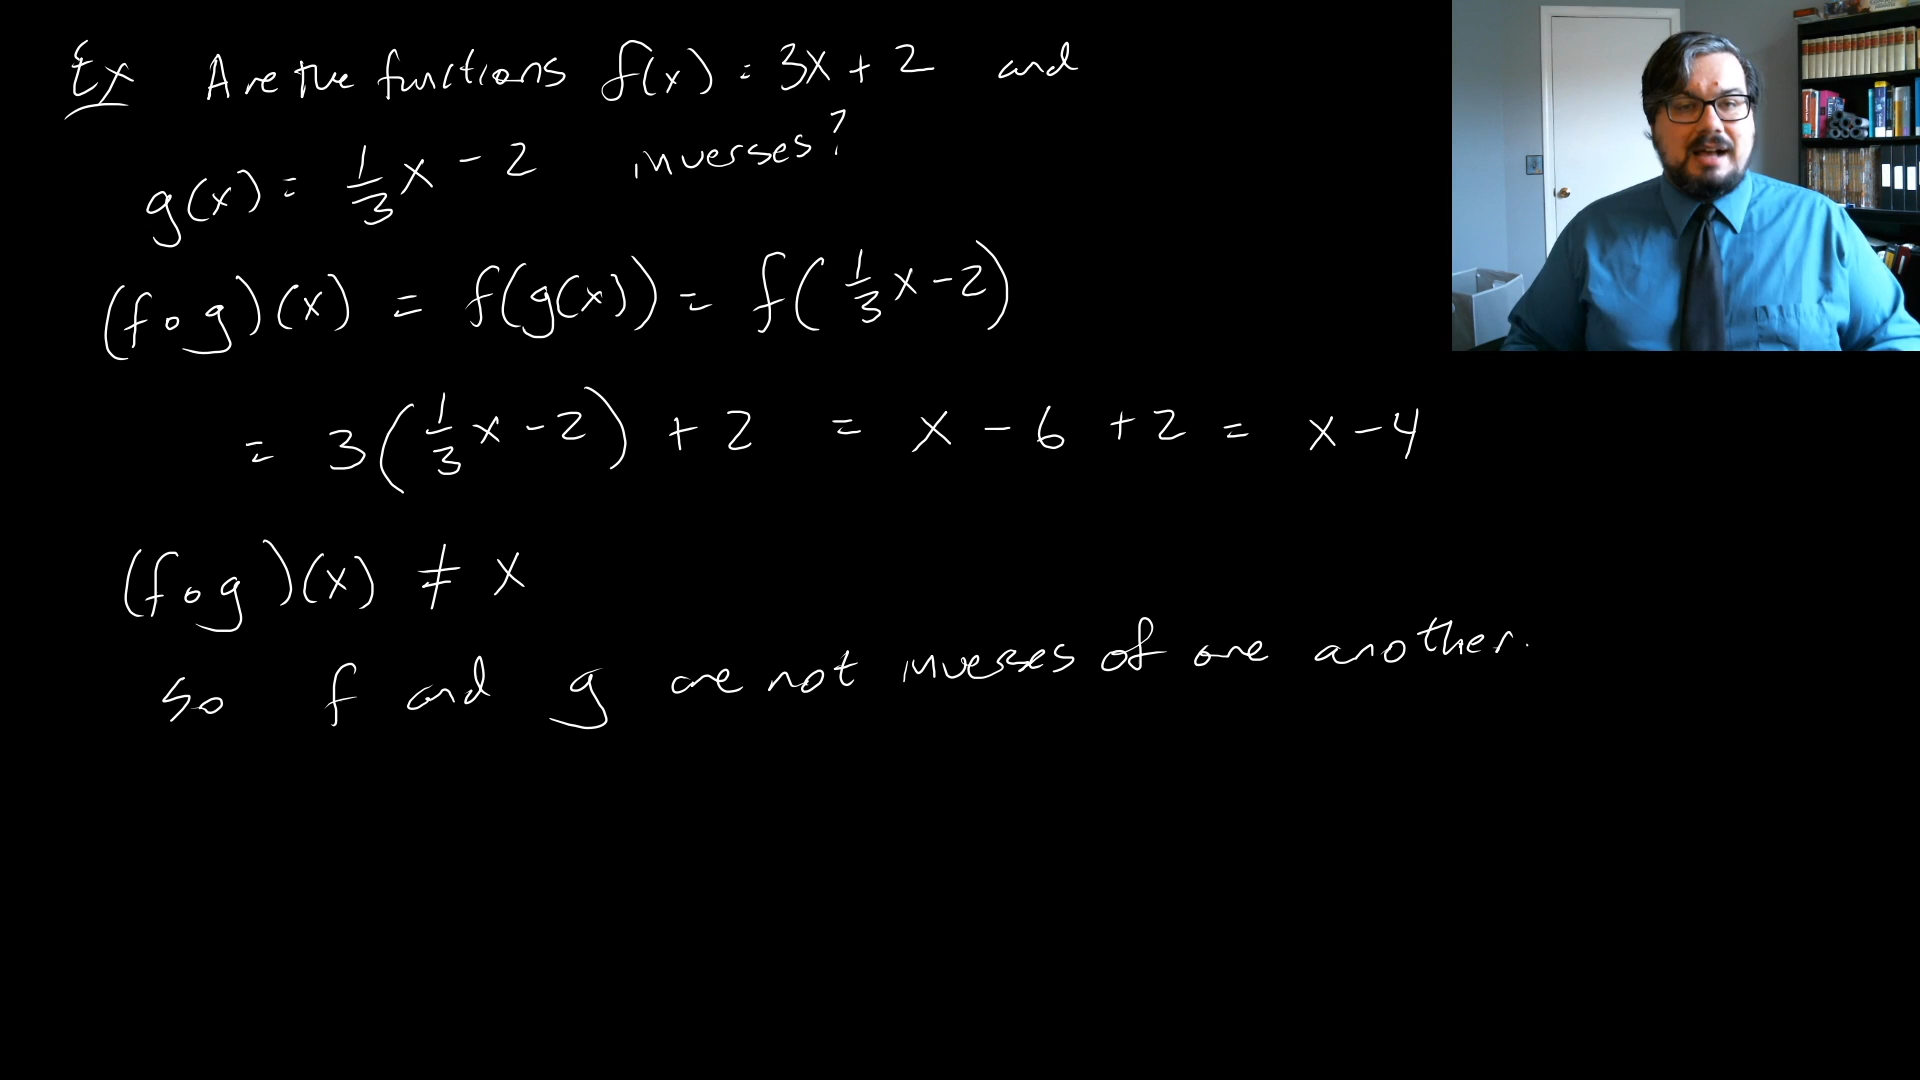 Ex Are the functions f(x) = 3x + 2 and
g(x) = 1/3 x - 2 inverses?
(f∘g)(x) = f(g(x)) = f(1/3 x - 2)
= 3(1/3 x - 2) + 2 = x - 6 + 2 = x - 4
(f∘g)(x) ≠ x
so f and g are not inverses of one another.